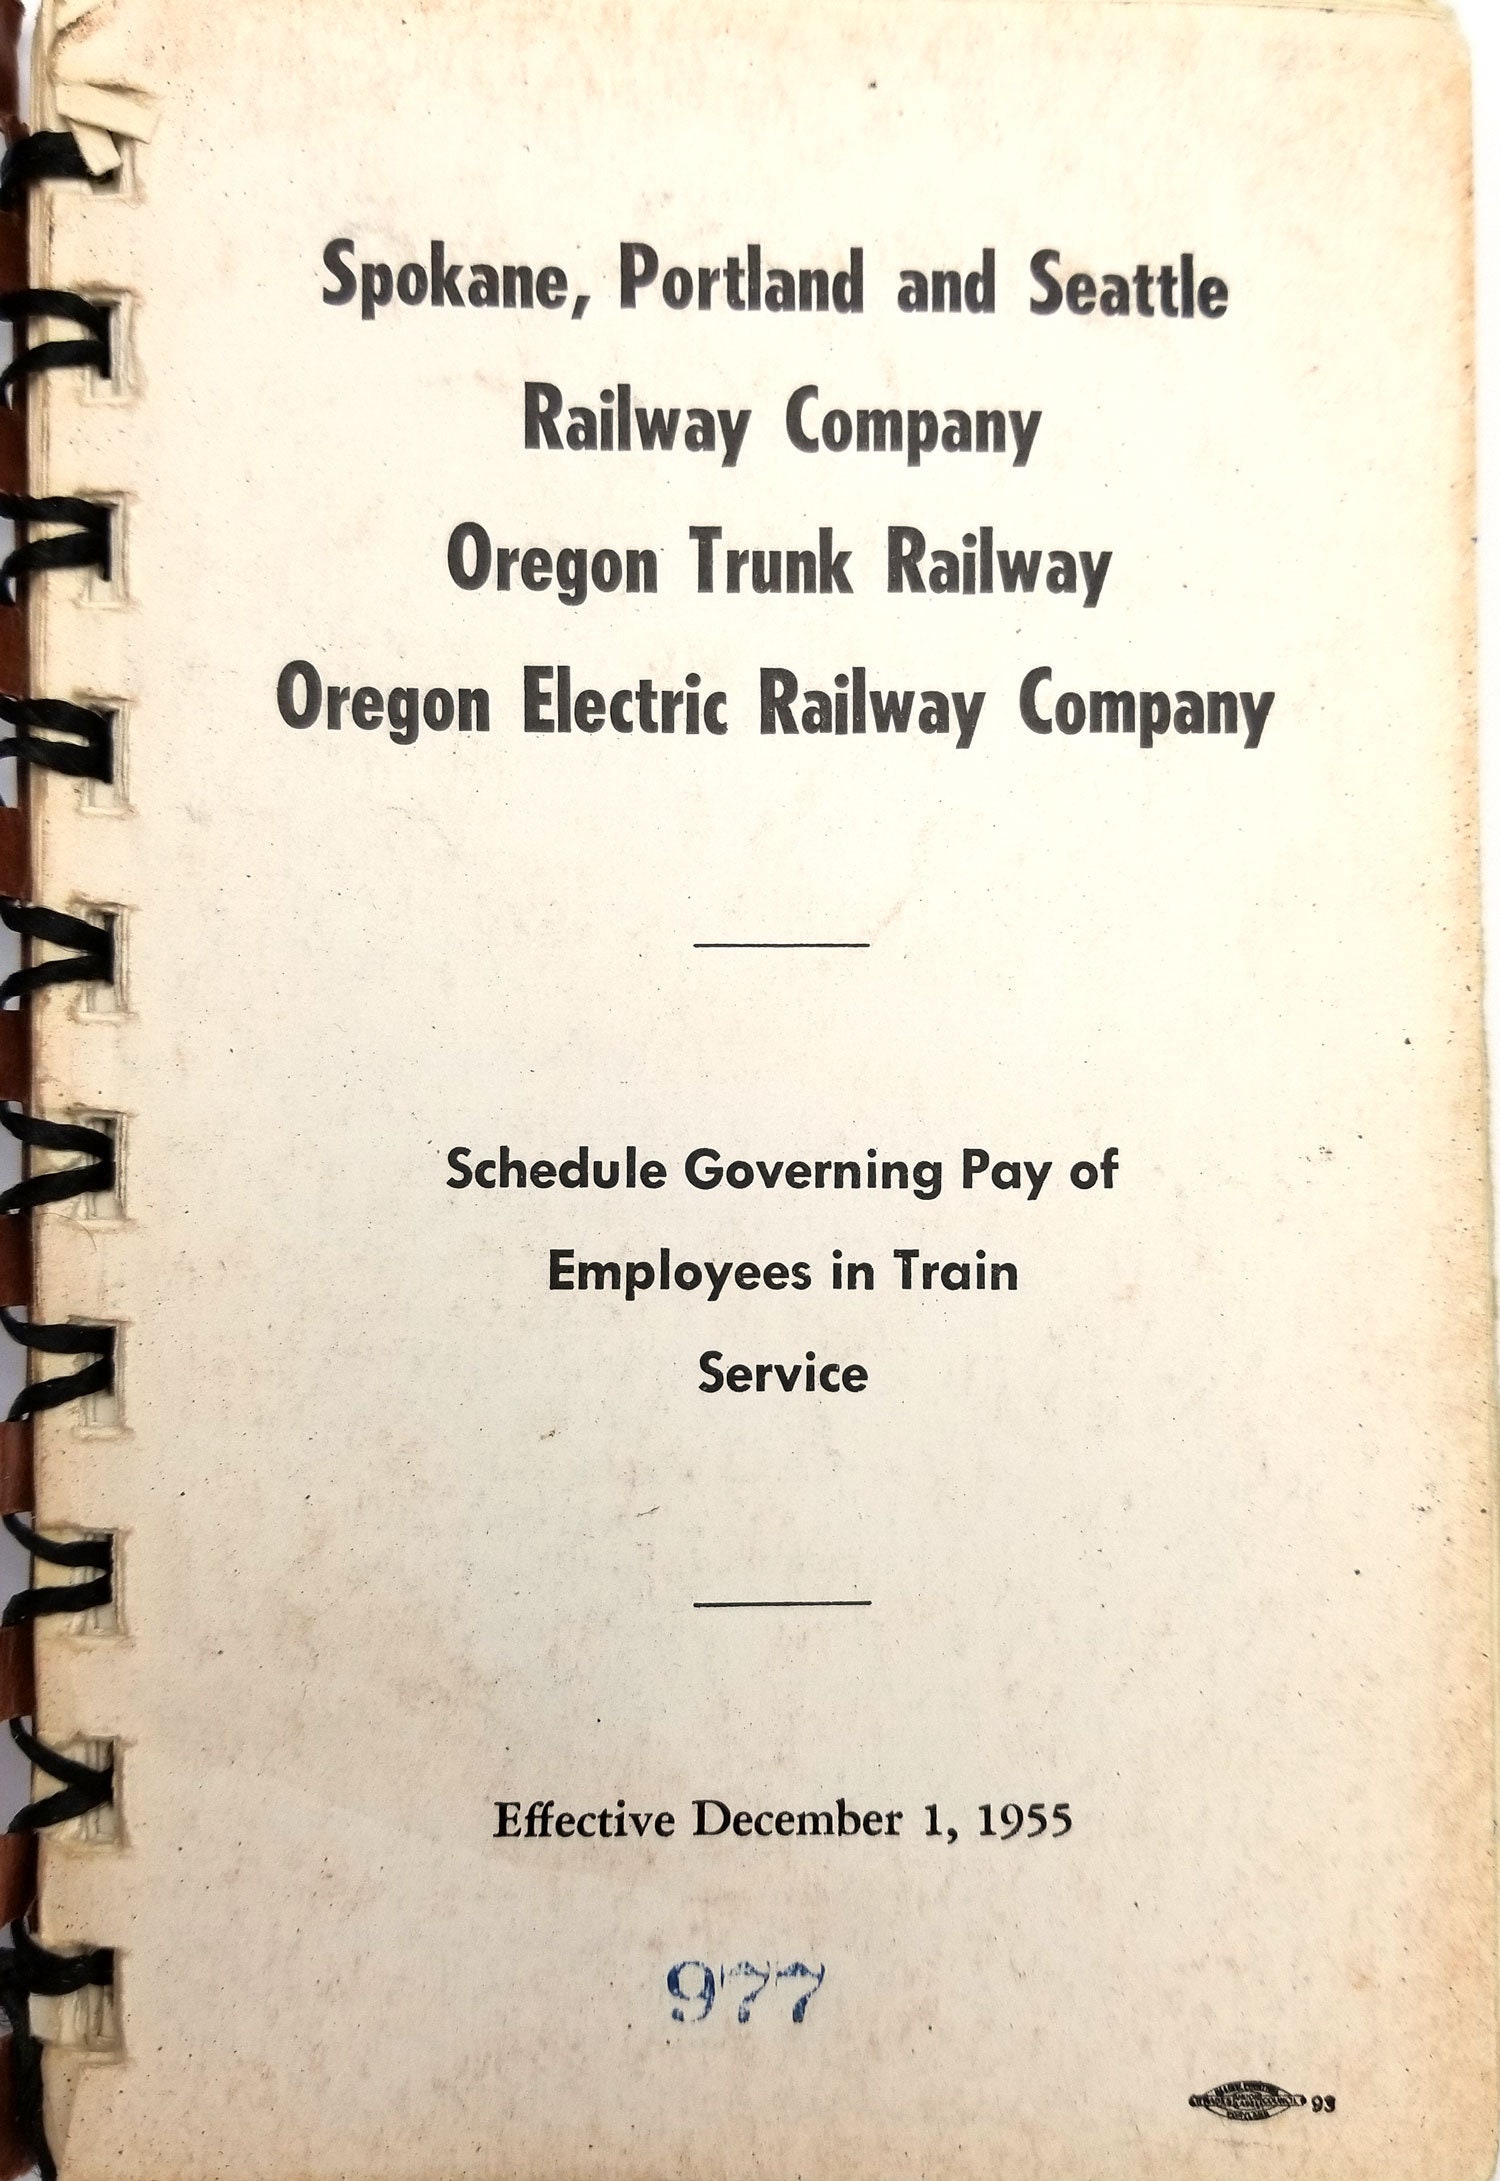 Spokane, Portland and Seattle
Railway Company
Oregon Trunk Railway
Oregon Electric Railway Company
Schedule Governing Pay of
Employees in Train
Service
Effective December 1, 1955
977
93